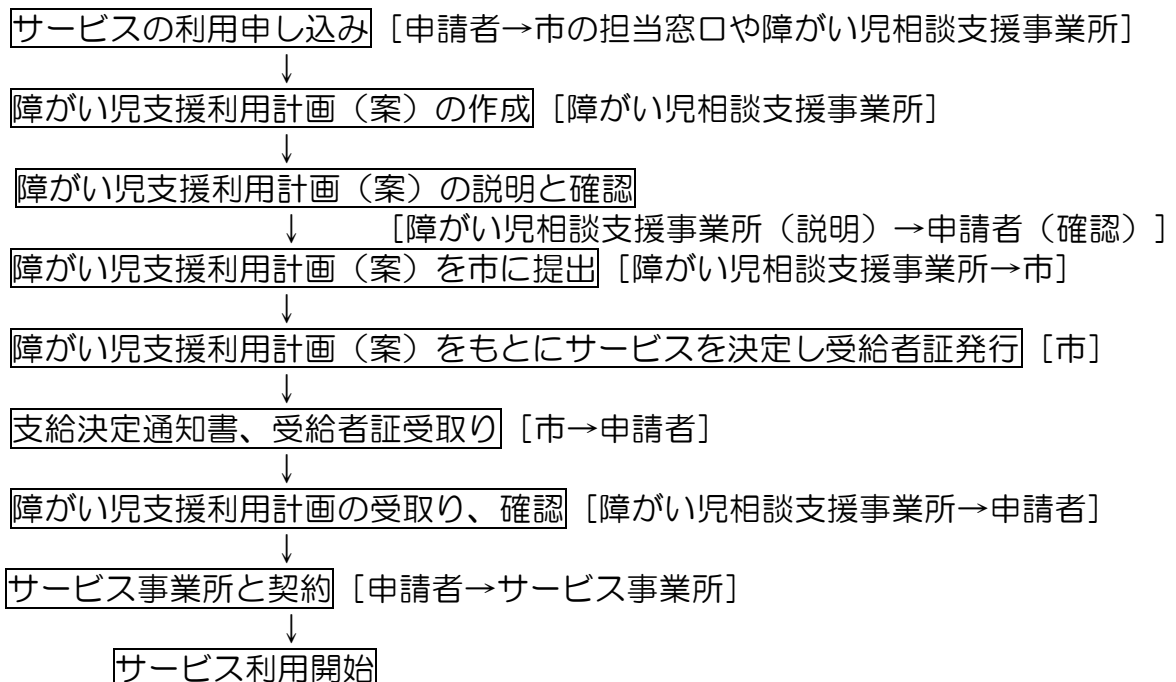 サービスの利用申し込み［申請者→市の担当窓口や障がい児相談支援事業所］
↓
障がい児支援利用計画（案）の作成［障がい児相談支援事業所］
↓
障がい児支援利用計画（案）の説明と確認
↓　［障がい児相談支援事業所（説明）→申請者（確認）］
障がい児支援利用計画（案）を市に提出［障がい児相談支援事業所→市］
↓
障がい児支援利用計画（案）をもとにサービスを決定し受給者証発行［市］
↓
支給決定通知書、受給者証受取り［市→申請者］
↓
障がい児支援利用計画の受取り、確認［障がい児相談支援事業所→申請者］
↓
サービス事業所と契約［申請者→サービス事業所］
↓
サービス利用開始